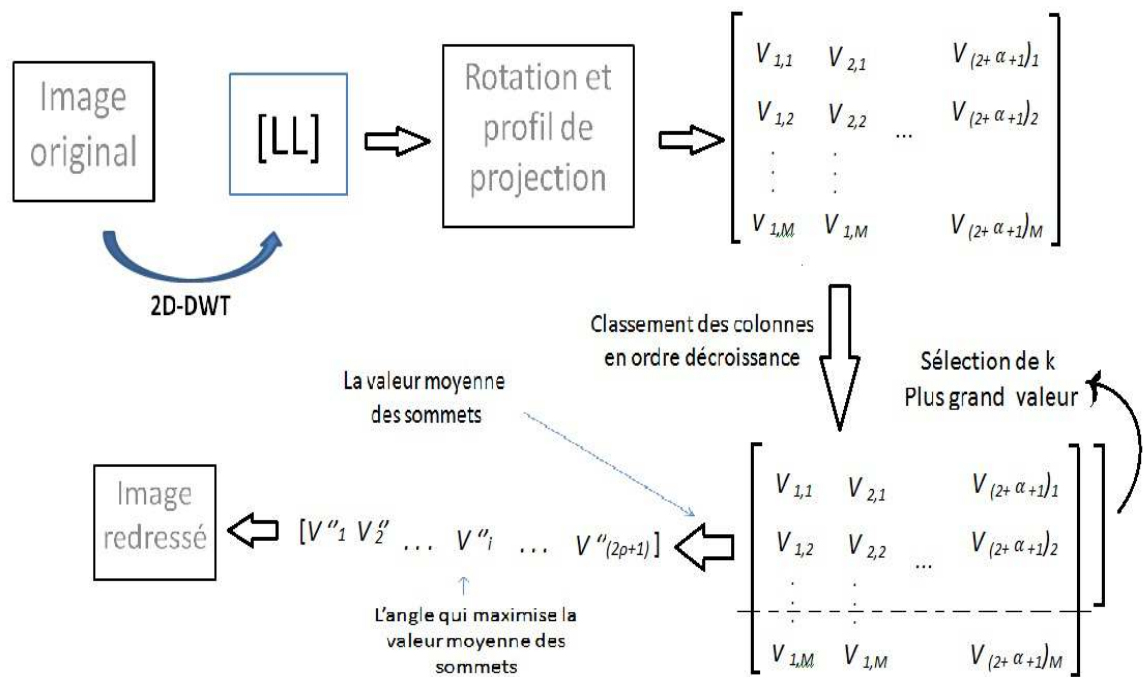 Image
original
2D-DWT
[LL]
Rotation et
profil de
projection
V 1,1 V 2,1 V (2+ α +1)1
V 1,2 V 2,2 ... V (2+ α +1)2
V 1,M V 1,M V (2+ α +1)M
Classement des colonnes
en ordre décroissance
Sélection de k
Plus grand valeur
V 1,1 V 2,1 V (2+ α +1)1
V 1,2 V 2,2 ... V (2+ α +1)2
V 1,M V 1,M V (2+ α +1)M
La valeur moyenne
des sommets
[V″1 V″2 ... V″i ... V″(2ρ+1)]
L'angle qui maximise la
valeur moyenne des
sommets
Image
redressé